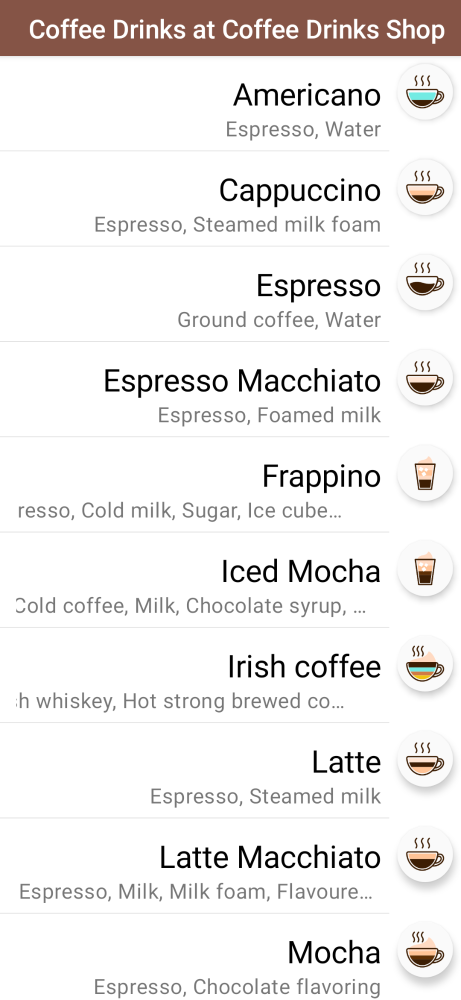 Coffee Drinks at Coffee Drinks Shop
Americano
Espresso, Water
Cappuccino
Espresso, Steamed milk foam
Espresso
Ground coffee, Water
Espresso Macchiato
Espresso, Foamed milk
Frappino
resso, Cold milk, Sugar, Ice cube…
Iced Mocha
Cold coffee, Milk, Chocolate syrup, …
Irish coffee
h whiskey, Hot strong brewed co…
Latte
Espresso, Steamed milk
Latte Macchiato
Espresso, Milk, Milk foam, Flavoure…
Mocha
Espresso, Chocolate flavoring